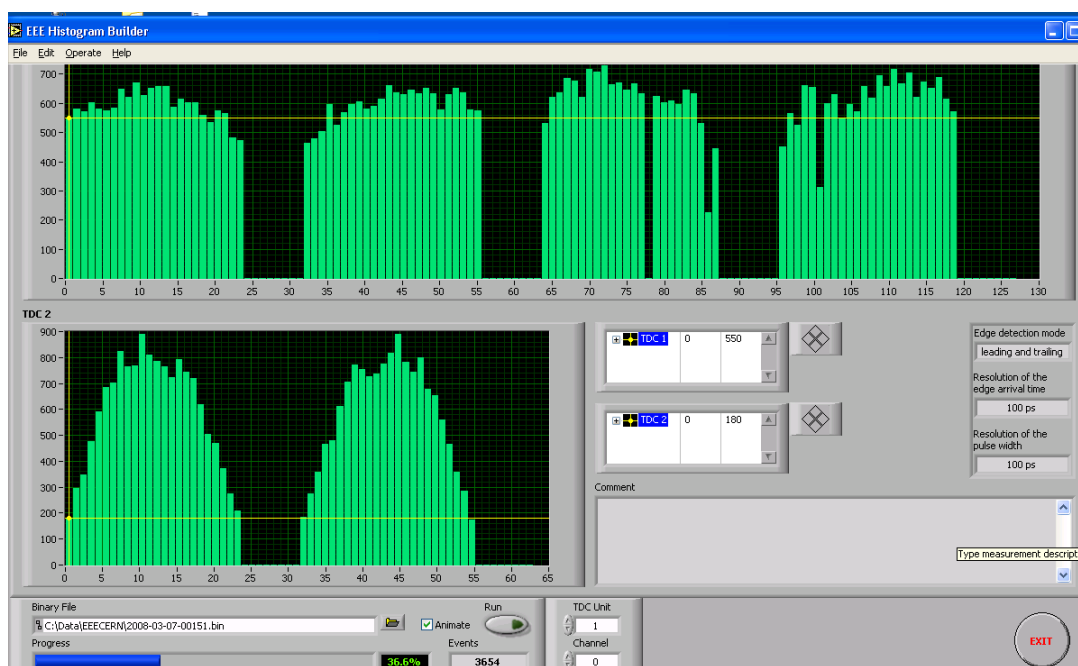 EEE Histogram Builder
File Edit Operate Help
700
600
500
400
300
200
100
0
0 5 10 15 20 25 30 35 40 45 50 55 60 65 70 75 80 85 90 95 100 105 110 115 120 125 130
TDC 2
900
800
700
600
500
400
300
200
100
0
0 5 10 15 20 25 30 35 40 45 50 55 60 65
TDC 1 0 550
TDC 2 0 180
Edge detection mode
leading and trailing
Resolution of the
edge arrival time
100 ps
Resolution of the
pulse width
100 ps
Comment
Type measurement descript
Binary File
C:\Data\EEECERN\2008-03-07-00151.bin
Animate
Run
Progress
36.6%
Events
3654
TDC Unit
1
Channel
0
EXIT